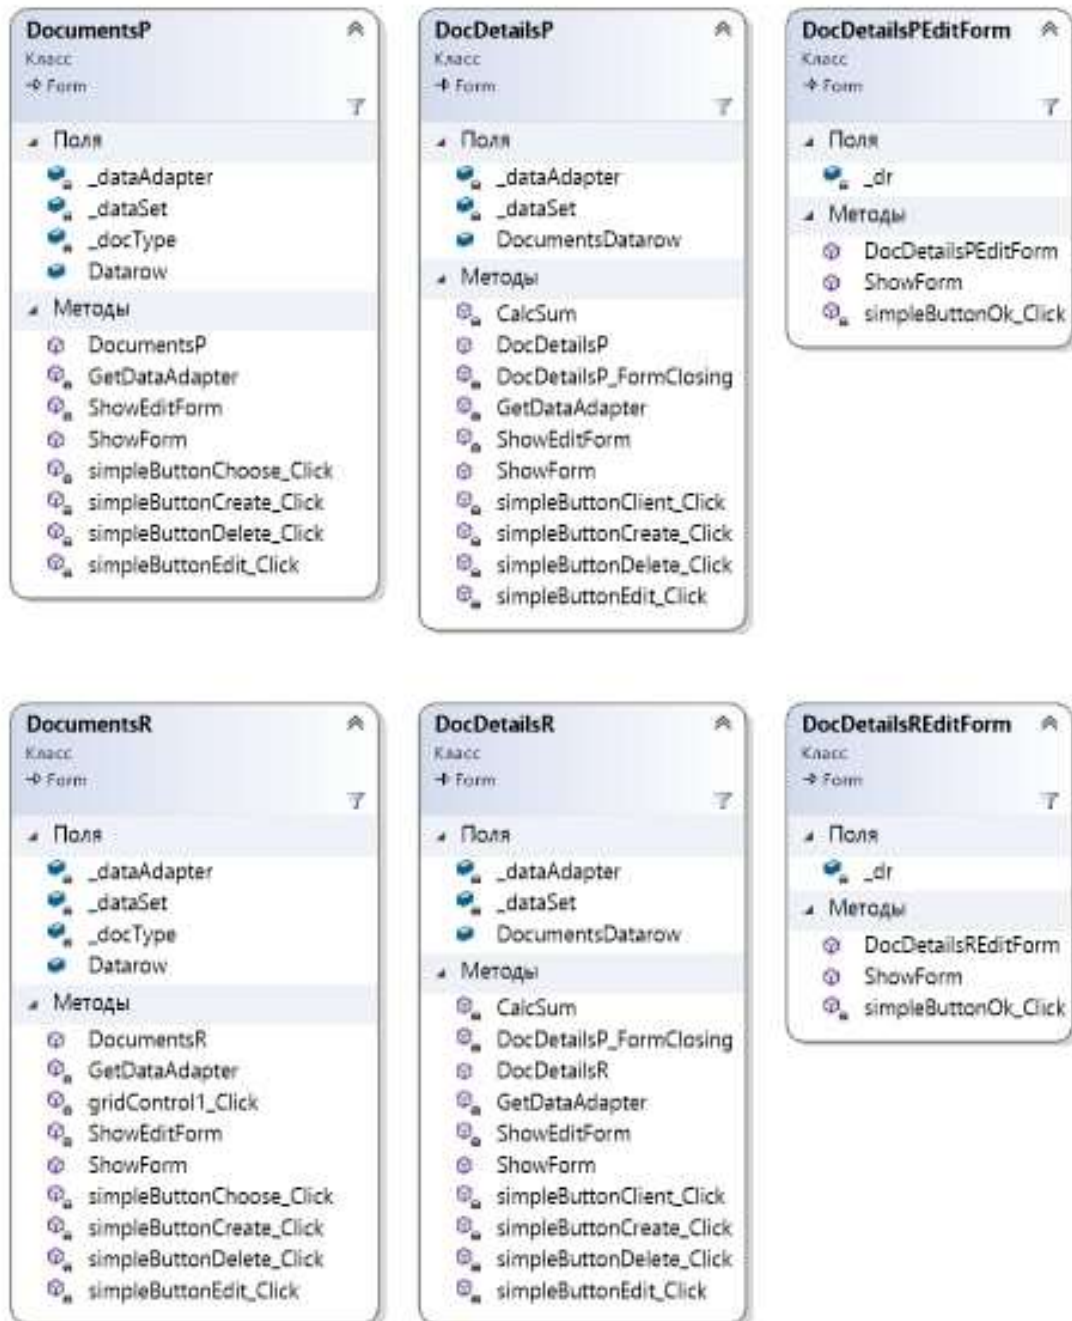 DocumentsP
Класс
Form
Поля
_dataAdapter
_dataSet
_docType
Datarow
Методы
DocumentsP
GetDataAdapter
ShowEditForm
ShowForm
simpleButtonChoose_Click
simpleButtonCreate_Click
simpleButtonDelete_Click
simpleButtonEdit_Click
DocDetailsP
Класс
Form
Поля
_dataAdapter
_dataSet
DocumentsDatarow
Методы
CalcSum
DocDetailsP
DocDetailsP_FormClosing
GetDataAdapter
ShowEditForm
ShowForm
simpleButtonClient_Click
simpleButtonCreate_Click
simpleButtonDelete_Click
simpleButtonEdit_Click
DocDetailsPEditForm
Класс
Form
Поля
_dr
Методы
DocDetailsPEditForm
ShowForm
simpleButtonOk_Click
DocumentsR
Класс
Form
Поля
_dataAdapter
_dataSet
_docType
Datarow
Методы
DocumentsR
GetDataAdapter
gridControl1_Click
ShowEditForm
ShowForm
simpleButtonChoose_Click
simpleButtonCreate_Click
simpleButtonDelete_Click
simpleButtonEdit_Click
DocDetailsR
Класс
Form
Поля
_dataAdapter
_dataSet
DocumentsDatarow
Методы
CalcSum
DocDetailsP_FormClosing
DocDetailsR
GetDataAdapter
ShowEditForm
ShowForm
simpleButtonClient_Click
simpleButtonCreate_Click
simpleButtonDelete_Click
simpleButtonEdit_Click
DocDetailsREditForm
Класс
Form
Поля
_dr
Методы
DocDetailsREditForm
ShowForm
simpleButtonOk_Click